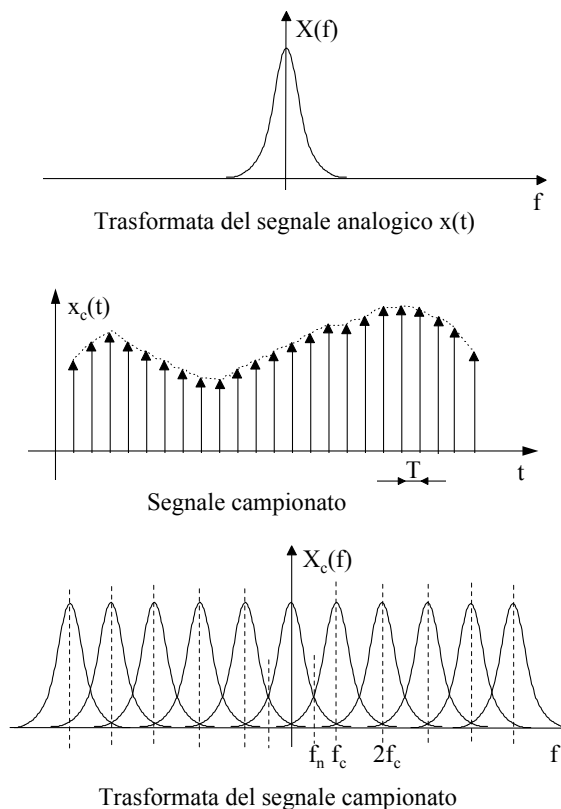 X(f)
f
Trasformata del segnale analogico x(t)
x_c(t)
T
t
Segnale campionato
X_c(f)
f_n f_c 2f_c f
Trasformata del segnale campionato